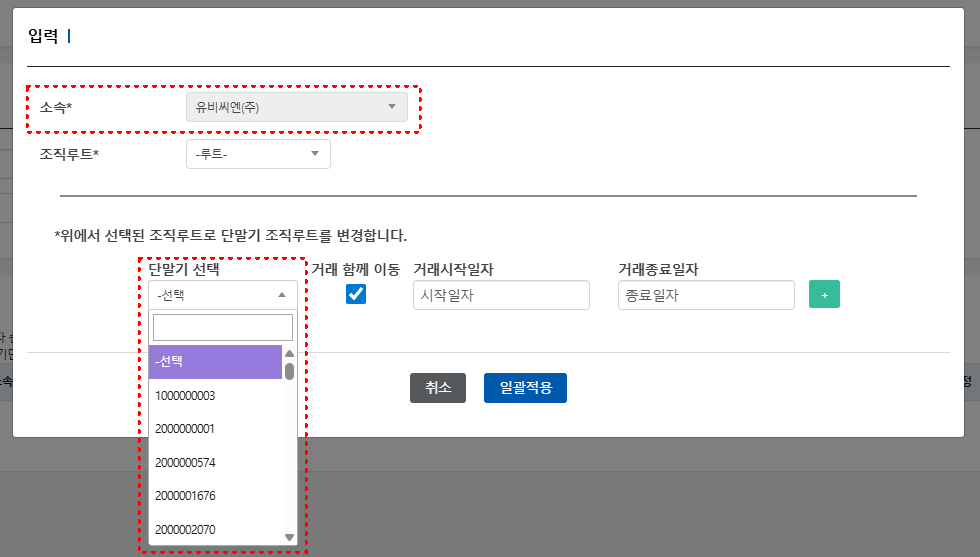 입력
소속* 유비씨엔(주)
조직루트* -루트-
*위에서 선택된 조직루트로 단말기 조직루트를 변경합니다.
단말기 선택 거래 함께 이동 거래시작일자 거래종료일자
-선택 시작일자 종료일자 +
-선택
1000000003
취소 일괄적용
2000000001
2000000574
2000001676
2000002070